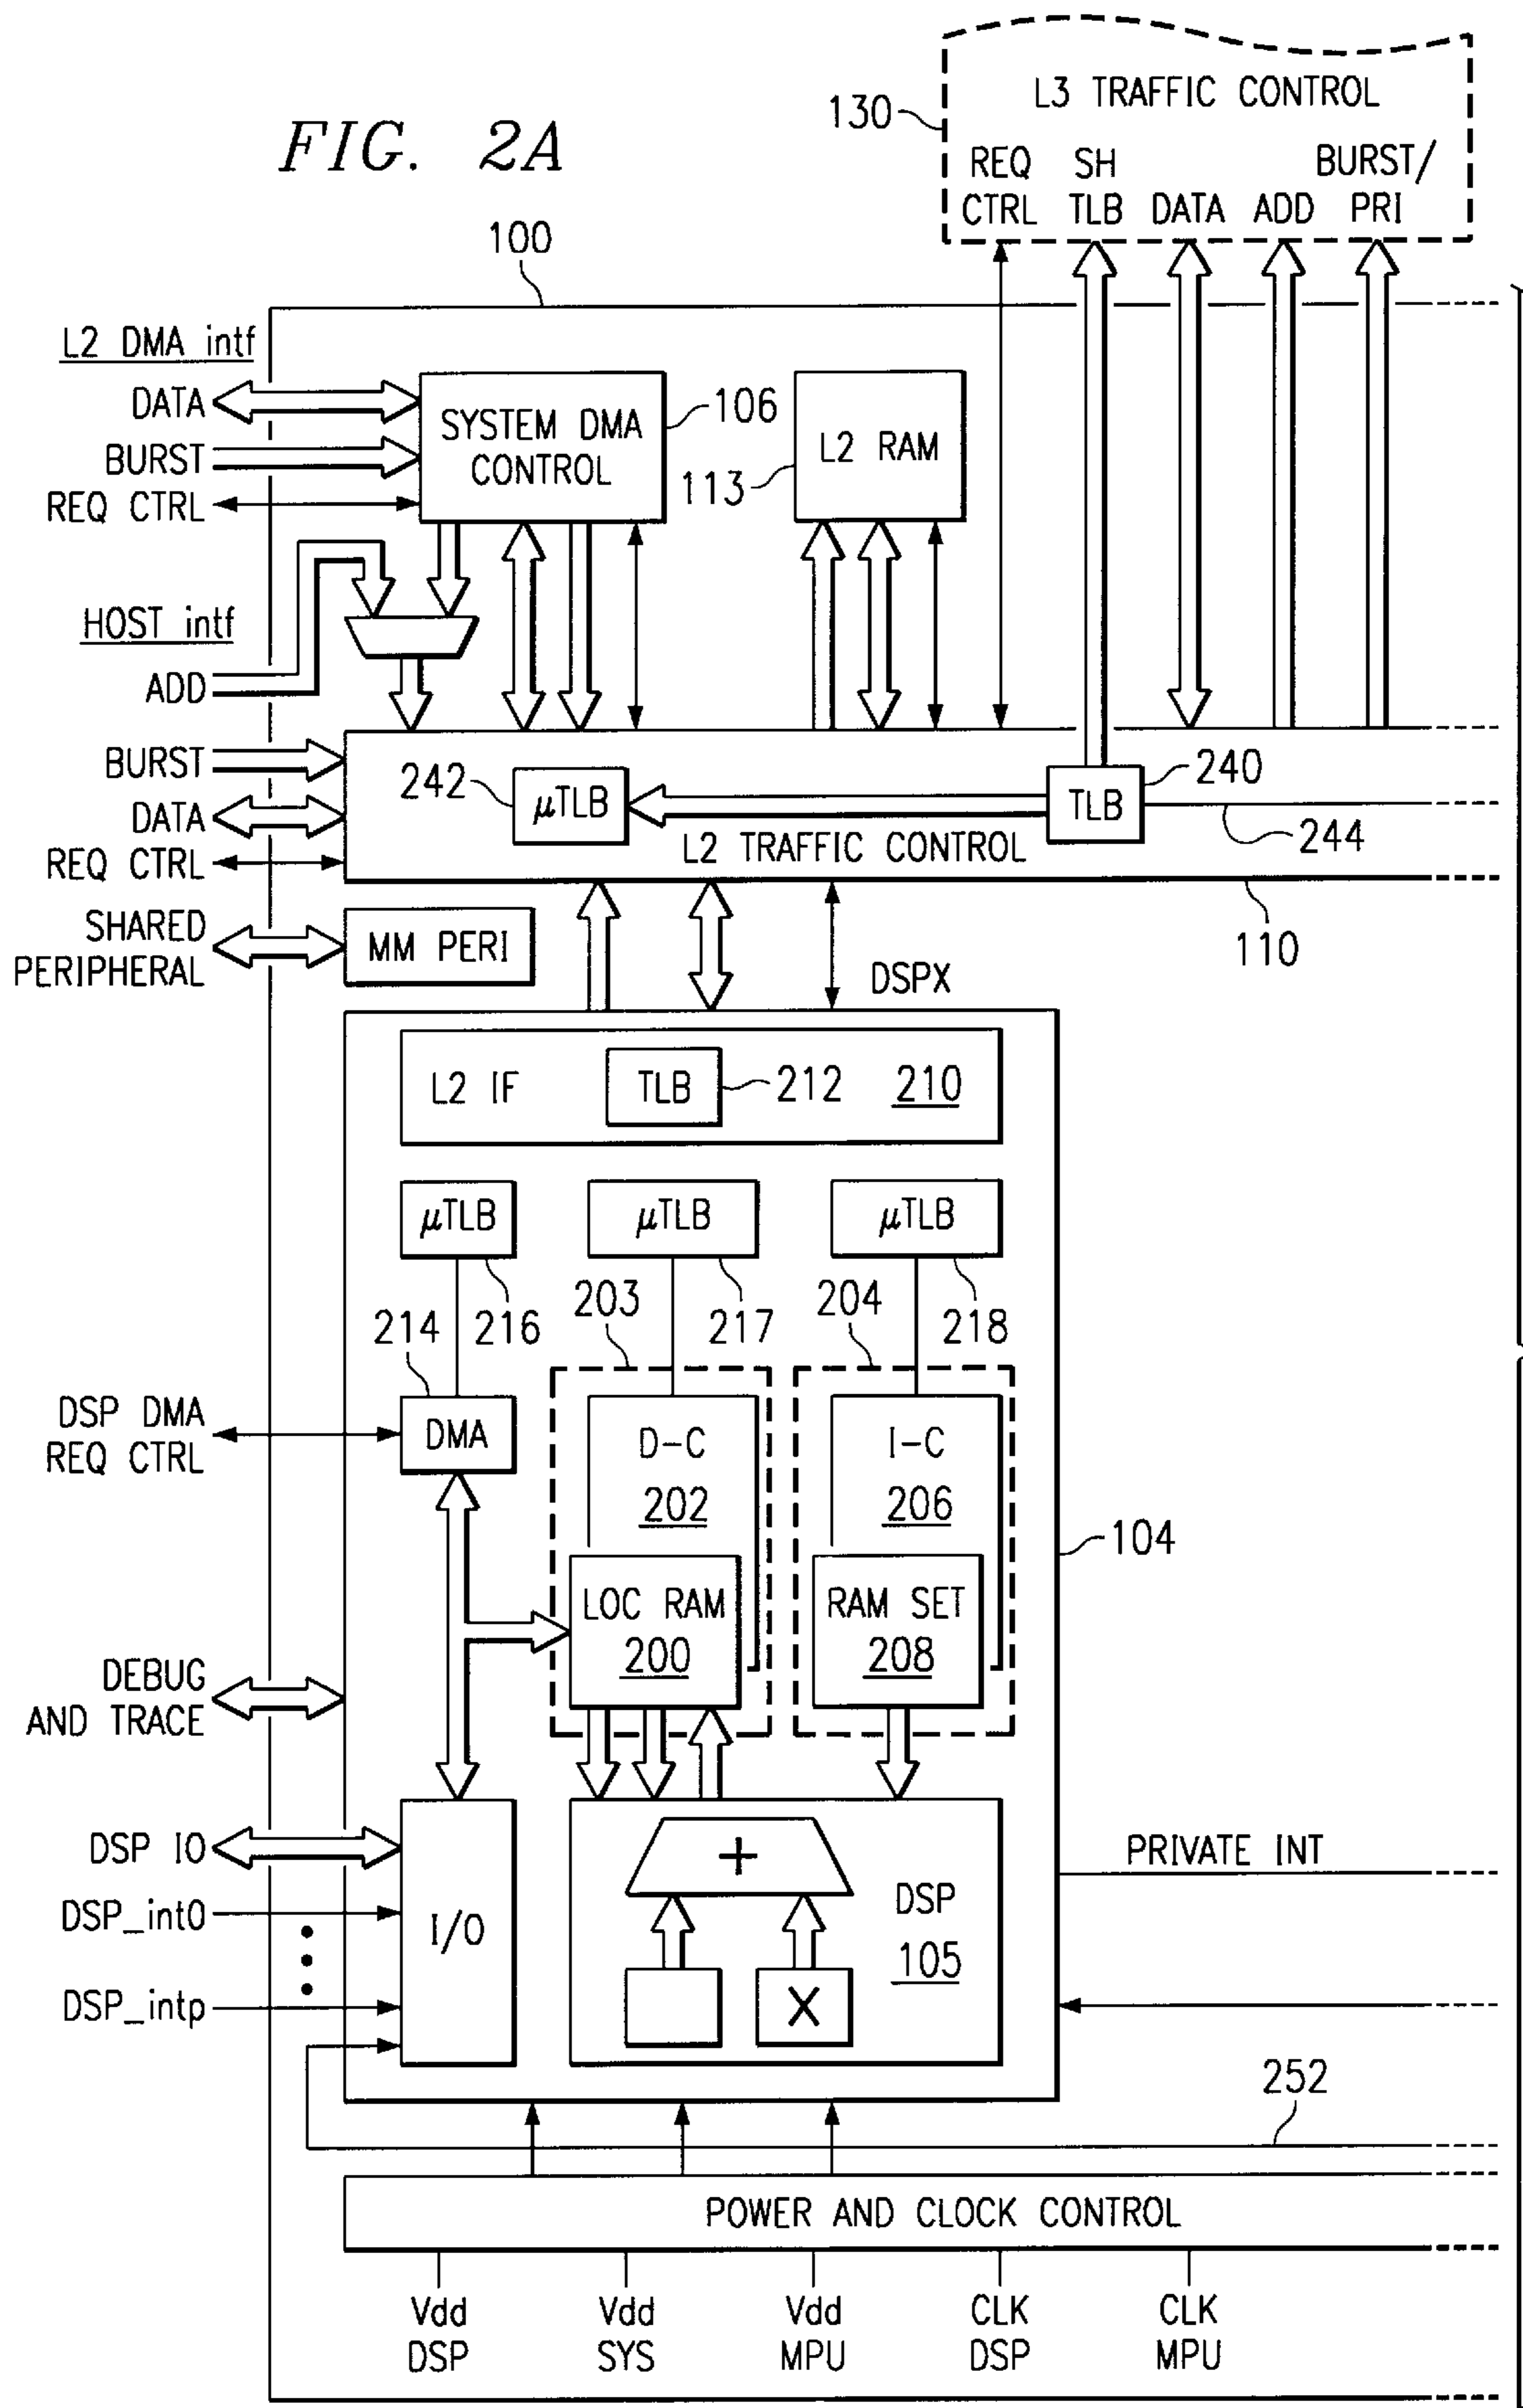 FIG. 2A
L3 TRAFFIC CONTROL
130
REQ CTRL
SH TLB
DATA
ADD
BURST/ PRI
100
L2 DMA intf
DATA
BURST
REQ CTRL
SYSTEM DMA
CONTROL
106
L2 RAM
113
HOST intf
ADD
BURST
DATA
REQ CTRL
242
μTLB
TLB
240
244
L2 TRAFFIC CONTROL
110
SHARED
PERIPHERAL
MM PERI
DSPX
L2 IF
TLB
212
210
μTLB
μTLB
μTLB
214
216
203
217
204
218
DSP DMA
REQ CTRL
DMA
D-C
202
I-C
206
104
LOC RAM
200
RAM SET
208
DEBUG
AND TRACE
DSP IO
DSP_int0
DSP_intp
I/O
+
DSP
105
X
PRIVATE INT
252
POWER AND CLOCK CONTROL
Vdd
DSP
Vdd
SYS
Vdd
MPU
CLK
DSP
CLK
MPU